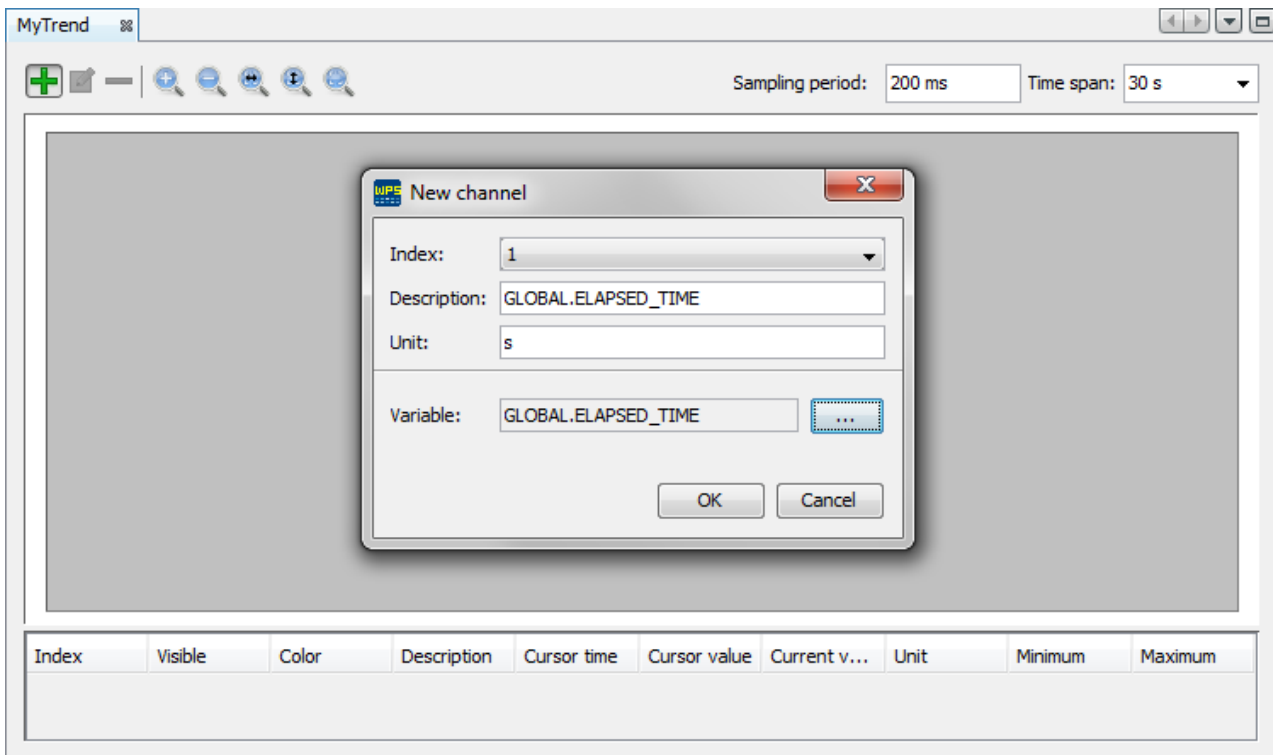 MyTrend
Sampling period: 200 ms Time span: 30 s
WPS New channel
Index: 1
Description: GLOBAL.ELAPSED_TIME
Unit: s
Variable: GLOBAL.ELAPSED_TIME ...
OK Cancel
Index Visible Color Description Cursor time Cursor value Current v... Unit Minimum Maximum